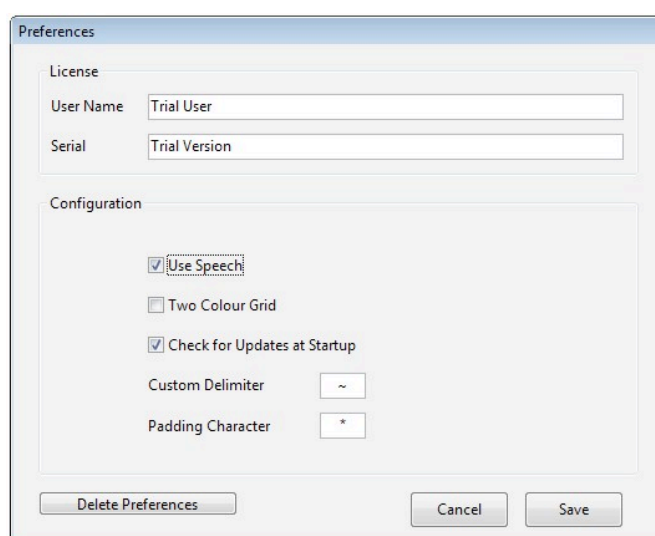 Preferences
License
User Name Trial User
Serial Trial Version
Configuration
Use Speech
Two Colour Grid
Check for Updates at Startup
Custom Delimiter ~
Padding Character *
Delete Preferences Cancel Save